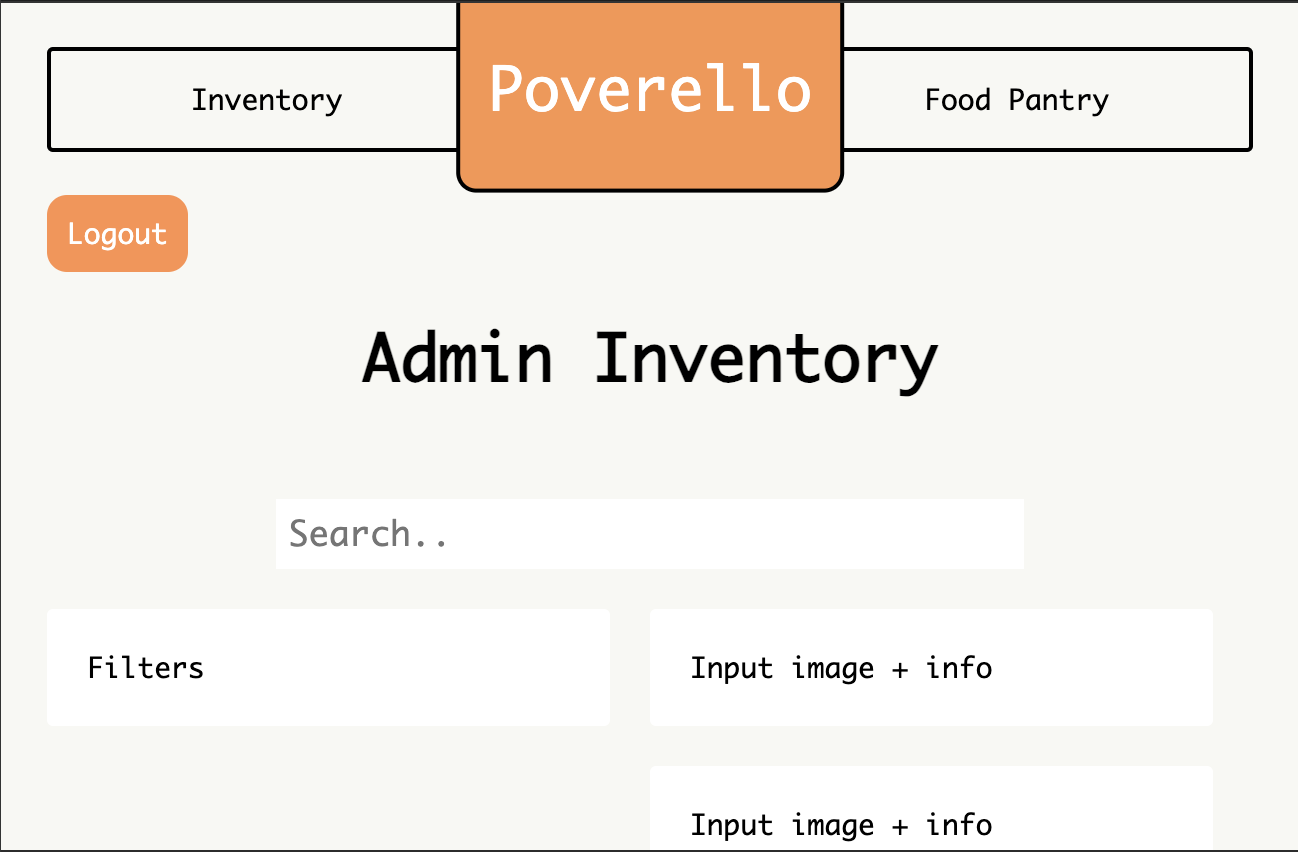 Inventory
Poverello
Food Pantry
Logout
Admin Inventory
Search..
Filters
Input image + info
Input image + info